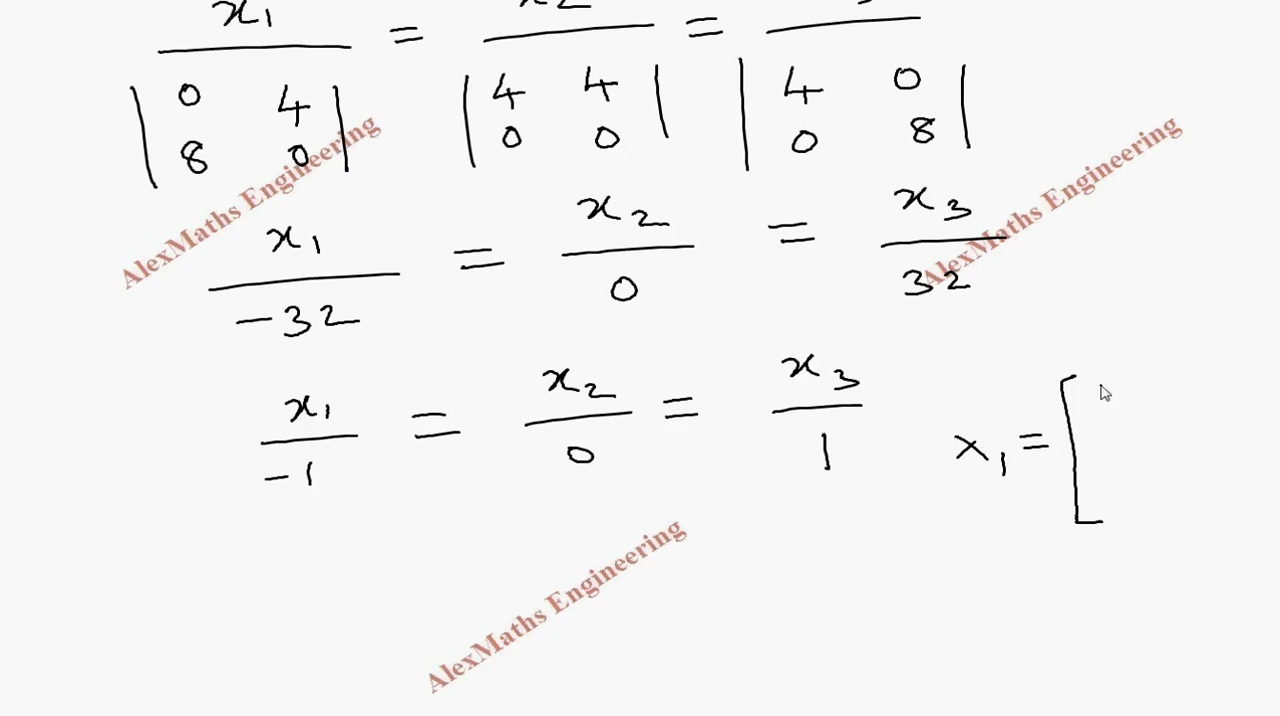 x₁ = x₂ =
|0 4| |4 4| |4 0|
|8 0| |0 0| |0 8|
x₁/-32 = x₂/0 = x₃/32
x₁/-1 = x₂/0 = x₃/1 X₁ = [
AlexMaths Engineering
AlexMaths Engineering
AlexMaths Engineering